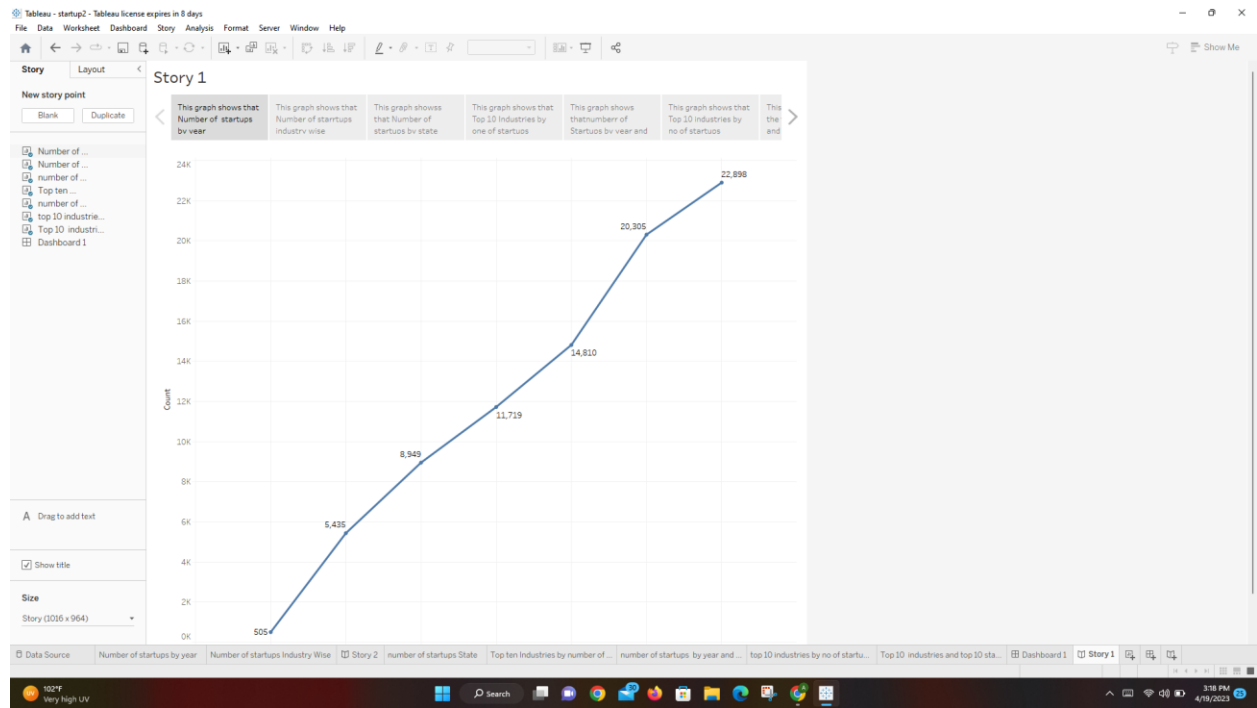 Tableau - startup2 - Tableau license expires in 8 days
File Data Worksheet Dashboard Story Analysis Format Server Window Help
Show Me
Story Layout
New story point
Blank Duplicate
Number of ...
Number of ...
number of ...
Top ten ...
number of ...
top 10 industrie...
Top 10 industri...
Dashboard 1
A Drag to add text
Show title
Size
Story (1016 x 964)
Story 1
This graph shows that
Number of startups
by year
This graph shows that
Number of starrtups
industry wise
This graph showss
that Number of
startups by state
This graph shows that
Top 10 Industries by
one of startups
This graph shows
thatnumberr of
Startups by year and
This graph shows that
Top 10 industries by
no of startups
This
the
and
24K
22K
20K
18K
16K
14K
12K
10K
8K
6K
4K
2K
0K
Count
22,898
20,305
14,810
11,719
8,949
5,435
505
Data Source Number of startups by year Number of startups Industry Wise Story 2 number of startups State Top ten Industries by number of ... number of startups by year and ... top 10 industries by no of startu... Top 10 industries and top 10 sta... Dashboard 1 Story 1
UV
102°F
Very high UV
Search
3:18 PM
4/19/2023
25